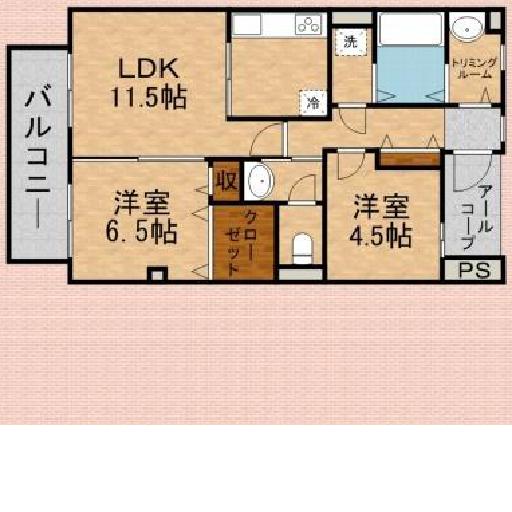 LDK
11.5帖
洗
冷
トリミング
ルーム
バルコニー
洋室
6.5帖
収
クロー
ゼット
洋室
4.5帖
アール
コーブ
PS